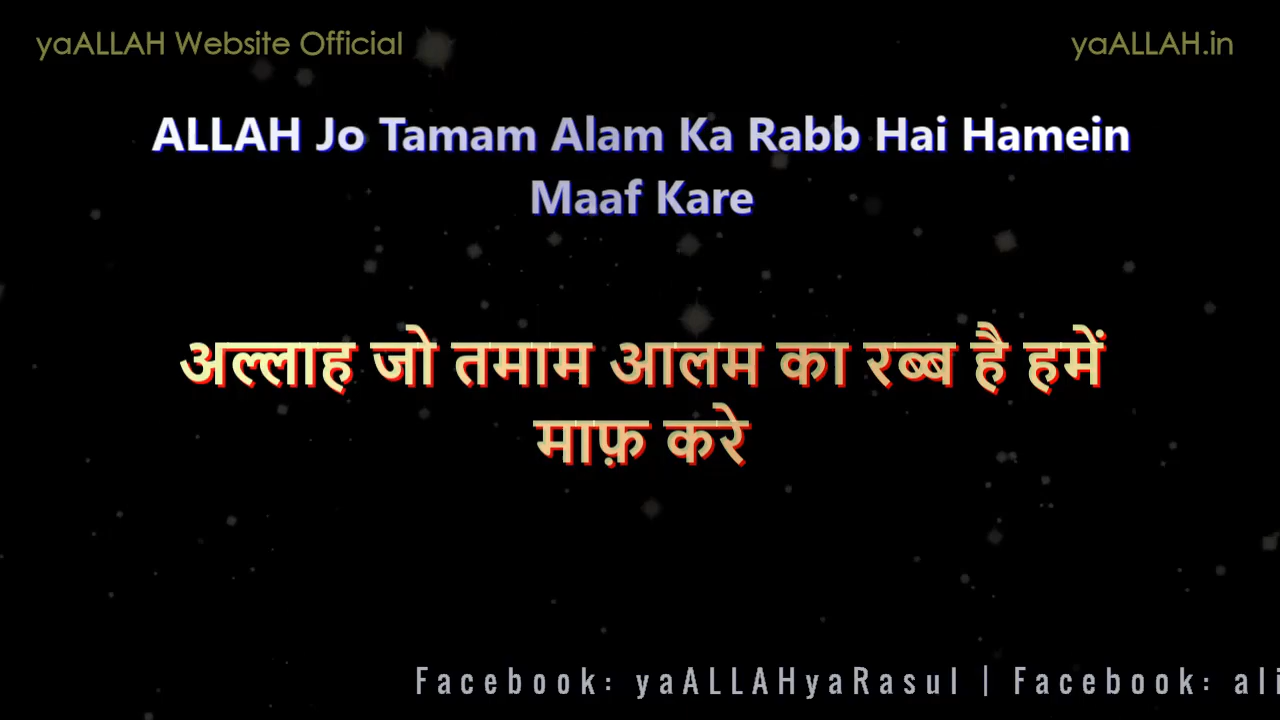 yaALLAH Website Official
yaALLAH.in
ALLAH Jo Tamam Alam Ka Rabb Hai Hamein
Maaf Kare
अल्लाह जो तमाम आलम का रब्ब है हमें
माफ़ करे
Facebook: yaALLAHyaRasul | Facebook: ali